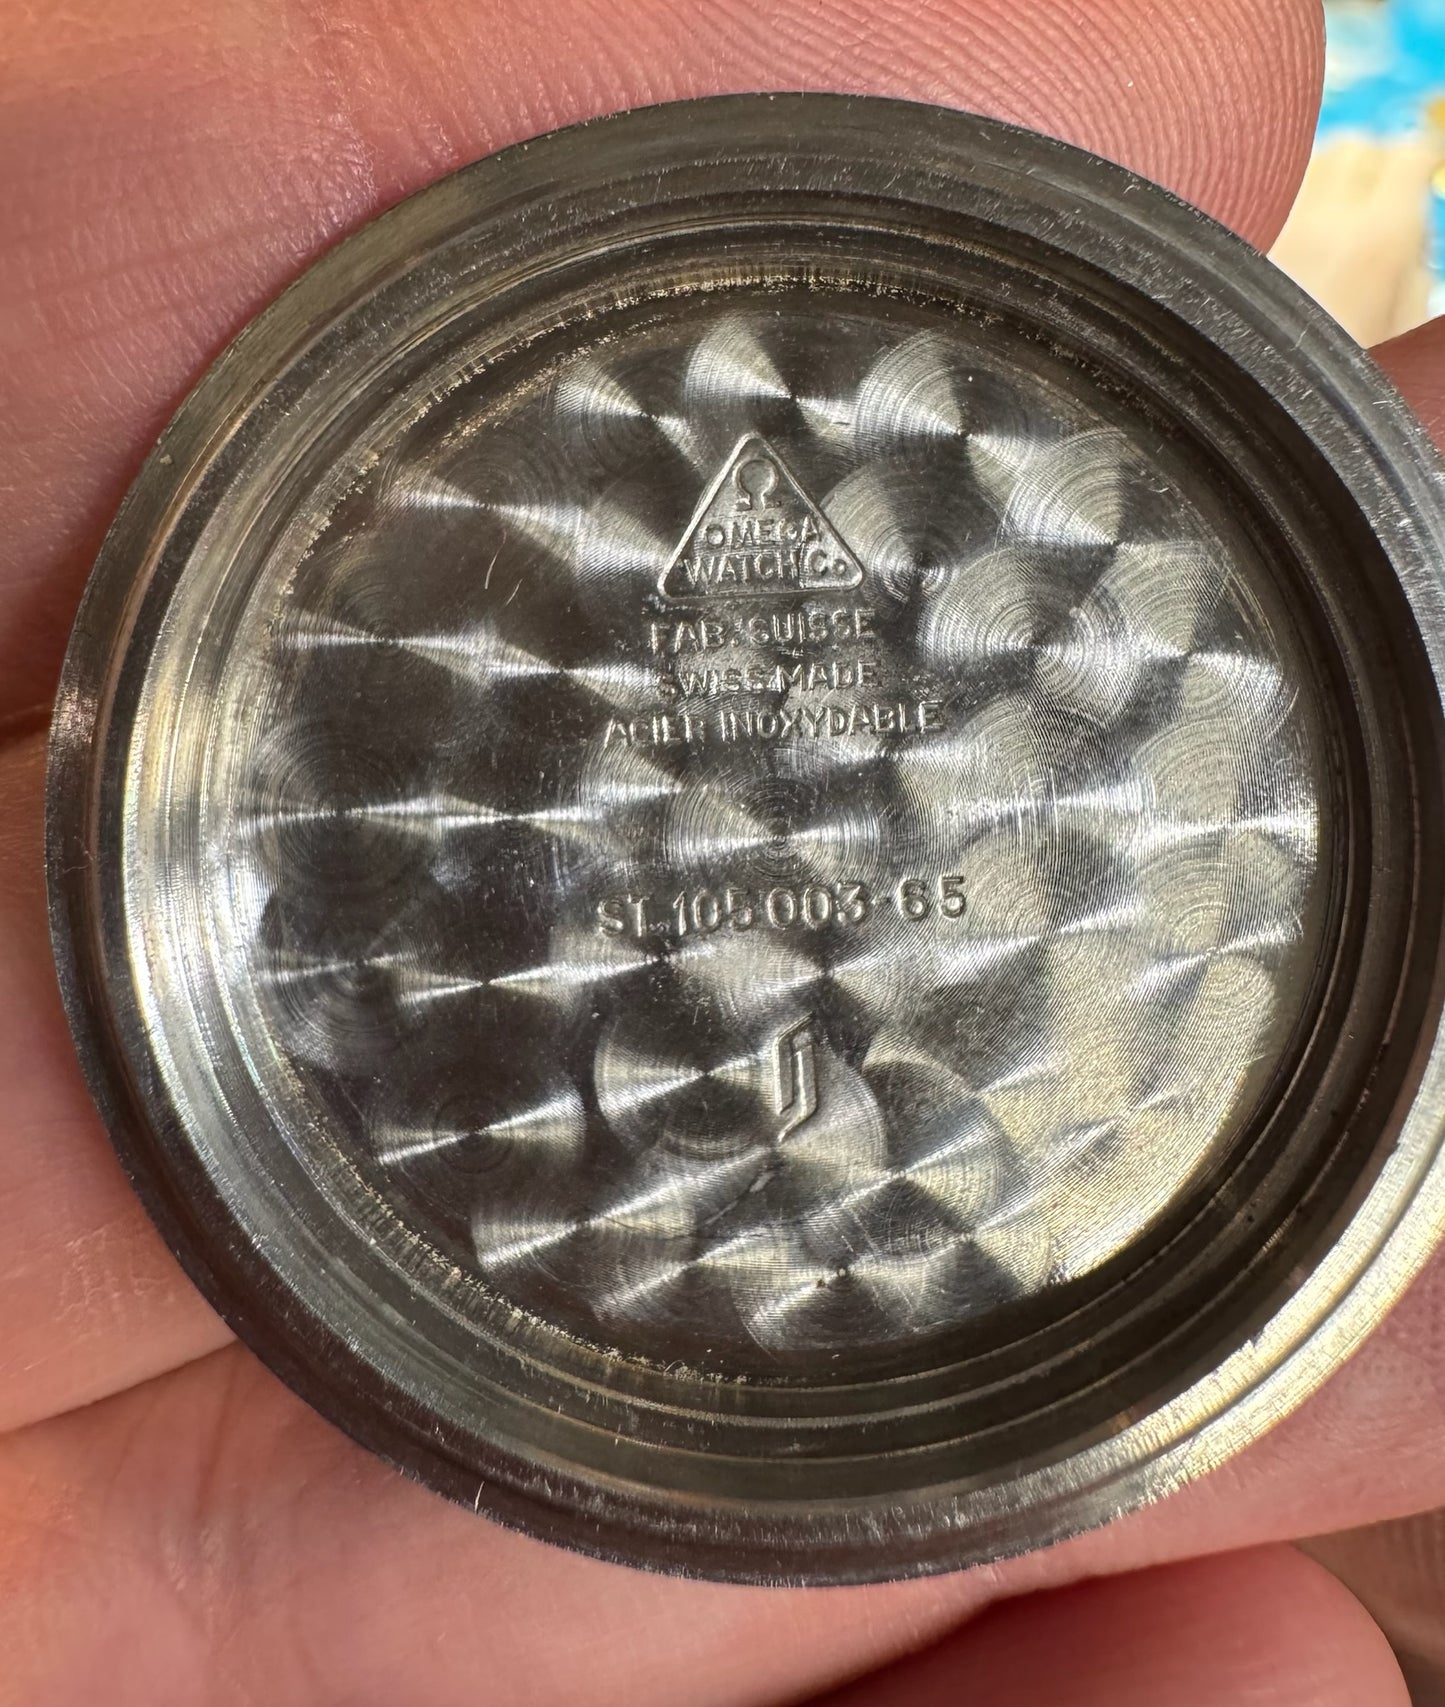 Ω
OMEGA
WATCH Co
FAB. SUISSE
SWISS MADE
ACIER INOXYDABLE
ST. 105 003-65